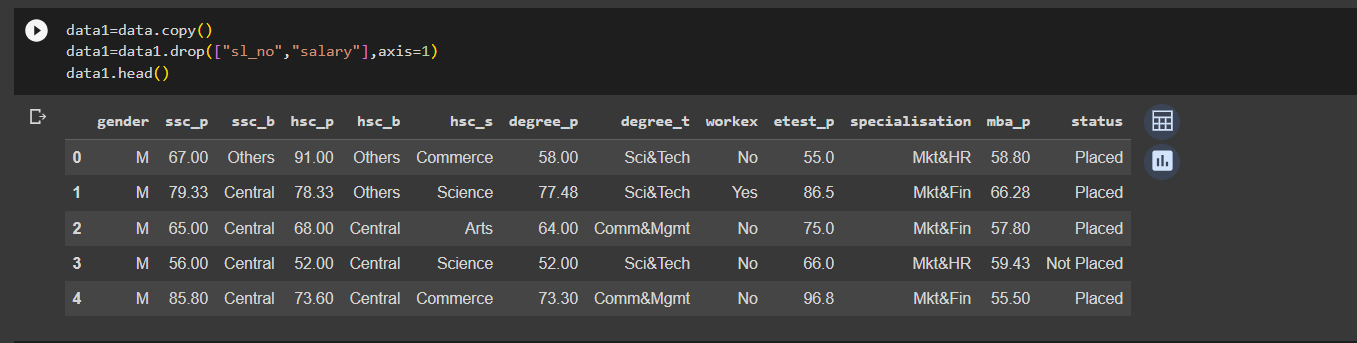 data1=data.copy()
data1=data1.drop(["sl_no","salary"],axis=1)
data1.head()
gender ssc_p ssc_b hsc_p hsc_b hsc_s degree_p degree_t workex etest_p specialisation mba_p status
0 M 67.00 Others 91.00 Others Commerce 58.00 Sci&Tech No 55.0 Mkt&HR 58.80 Placed
1 M 79.33 Central 78.33 Others Science 77.48 Sci&Tech Yes 86.5 Mkt&Fin 66.28 Placed
2 M 65.00 Central 68.00 Central Arts 64.00 Comm&Mgmt No 75.0 Mkt&Fin 57.80 Placed
3 M 56.00 Central 52.00 Central Science 52.00 Sci&Tech No 66.0 Mkt&HR 59.43 Not Placed
4 M 85.80 Central 73.60 Central Commerce 73.30 Comm&Mgmt No 96.8 Mkt&Fin 55.50 Placed